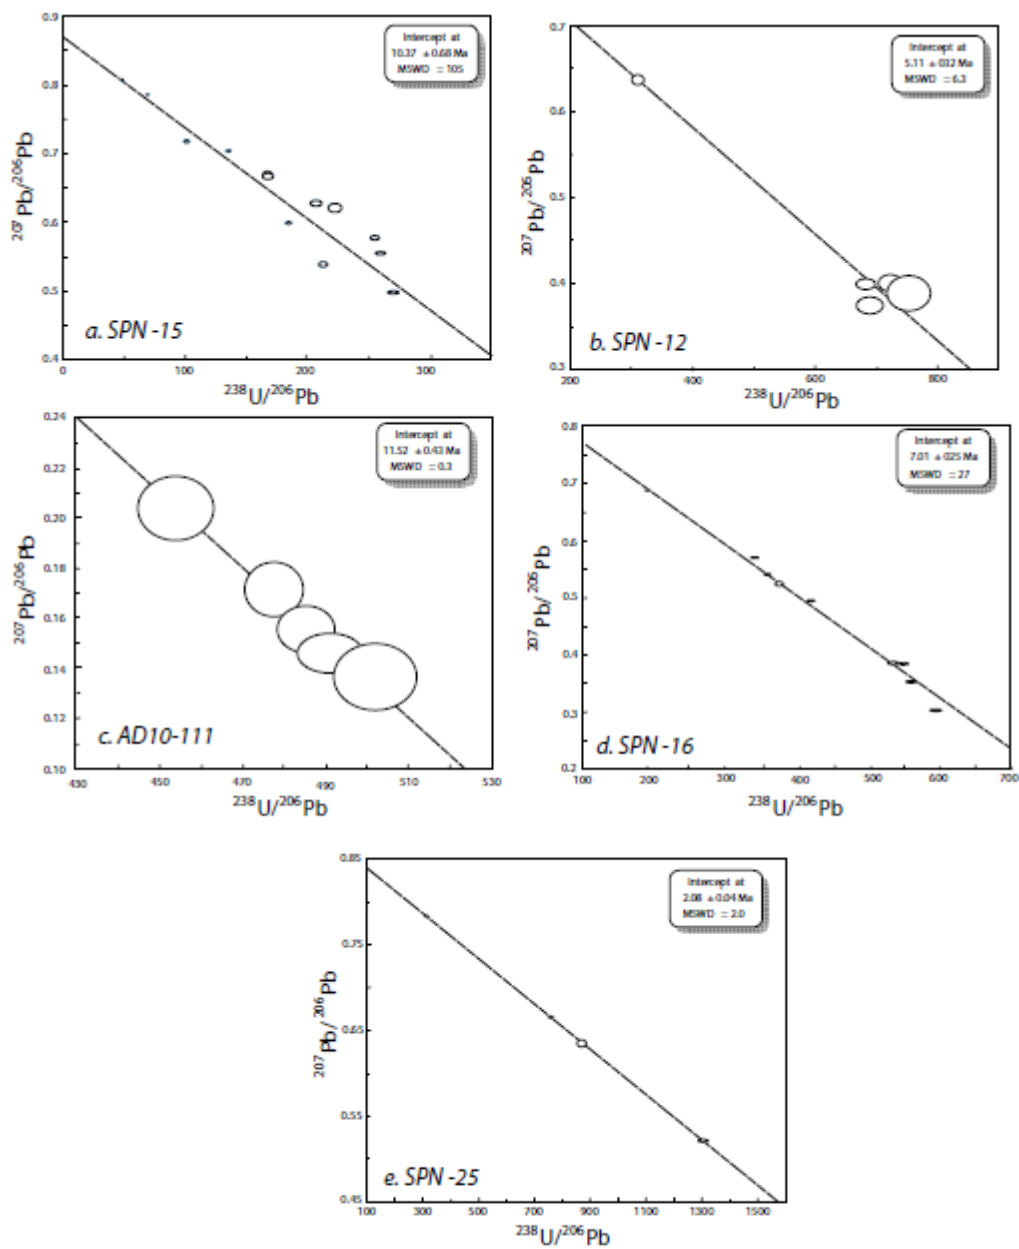 0.9
0.8
0.7
0.6
0.5
0.4
207Pb/206Pb
Intercept at
10.37 ±0.68 Ma
MSWD = 105
a. SPN -15
0 100 200 300
238U/206Pb
0.7
0.6
0.5
0.4
0.3
207Pb/ 206Pb
Intercept at
5.11 ±032 Ma
MSWD = 6.3
b. SPN -12
200 400 600 800
238U/206Pb
0.24
0.22
0.20
0.18
0.16
0.14
0.12
0.10
207Pb/206Pb
Intercept at
11.52 ±0.43 Ma
MSWD = 0.3
c. AD10-111
430 450 470 490 510 530
238U/206Pb
0.8
0.7
0.6
0.5
0.4
0.3
0.2
207Pb/ 206Pb
Intercept at
7.01 ±025 Ma
MSWD = 27
d. SPN -16
100 200 300 400 500 600 700
238U/206Pb
0.85
0.75
0.65
0.55
0.45
207Pb/ 206Pb
Intercept at
2.08 ±0.04 Ma
MSWD = 2.0
e. SPN -25
100 300 500 700 900 1100 1300 1500
238U/206Pb